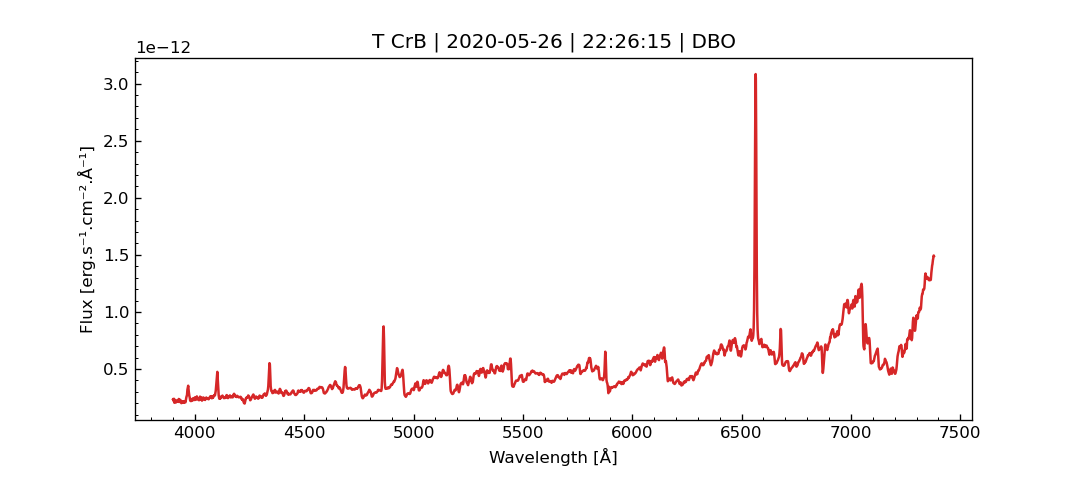 T CrB | 2020-05-26 | 22:26:15 | DBO
1e−12
3.0
2.5
2.0
1.5
1.0
0.5
Flux [erg.s⁻¹.cm⁻².Å⁻¹]
4000 4500 5000 5500 6000 6500 7000 7500
Wavelength [Å]